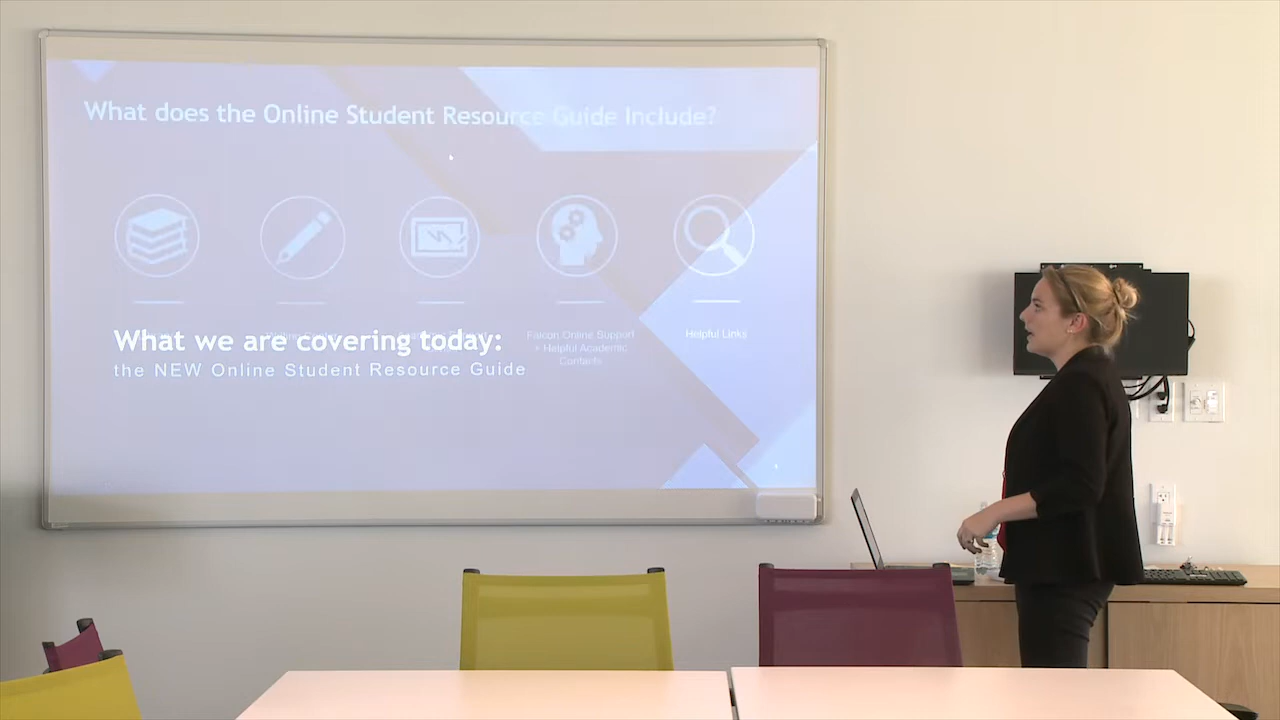 What does the Online Student Resource Guide Include?
Falcon Online Support
+ Helpful Academic
Contacts
Helpful Links
What we are covering today:
the NEW Online Student Resource Guide